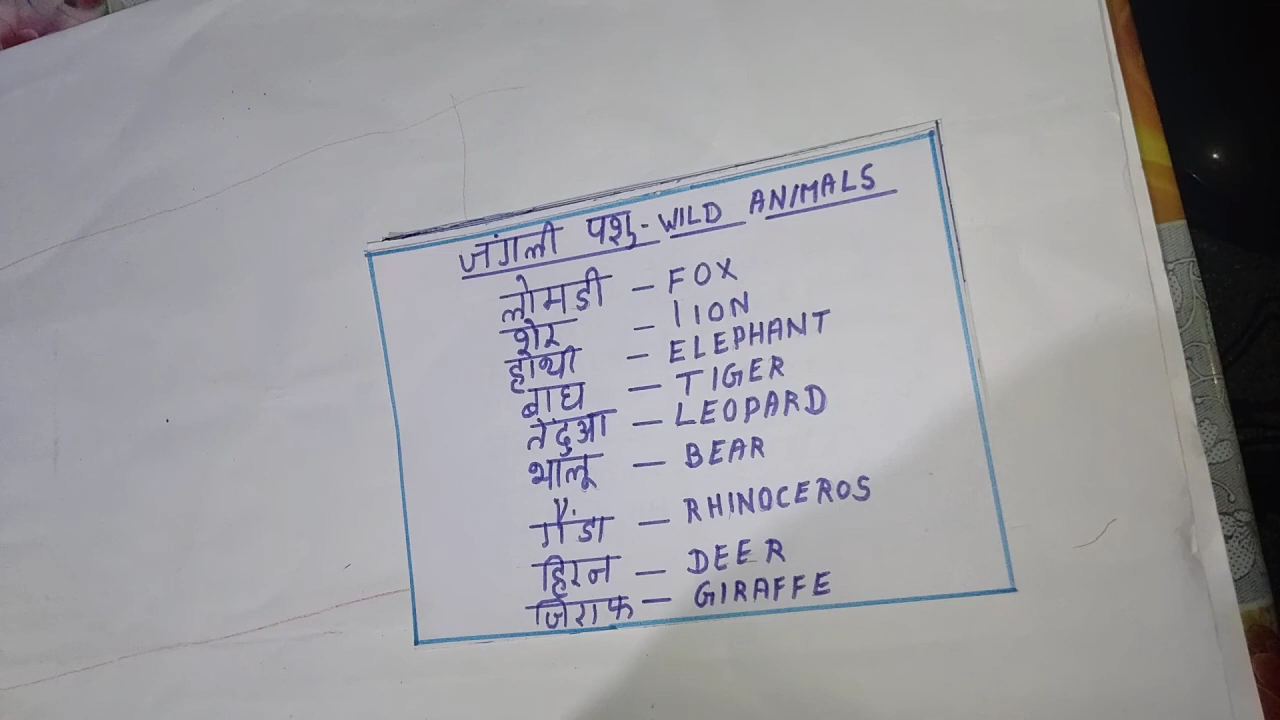 जंगली पशु - WILD ANIMALS
लोमडी - FOX
शेर - lION
हाथी - ELEPHANT
बाघ - TIGER
तेंदुआ - LEOPARD
भालू - BEAR
गैंडा - RHINOCEROS
हिरन - DEER
जिराफ - GIRAFFE